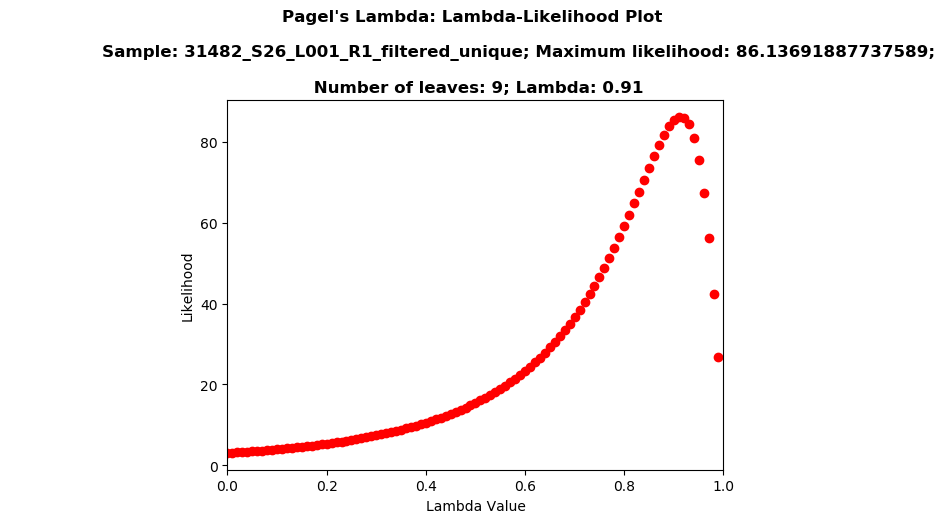 Pagel's Lambda: Lambda-Likelihood Plot
Sample: 31482_S26_L001_R1_filtered_unique; Maximum likelihood: 86.13691887737589;
Number of leaves: 9; Lambda: 0.91
80
60
40
20
0
Likelihood
0.0 0.2 0.4 0.6 0.8 1.0
Lambda Value